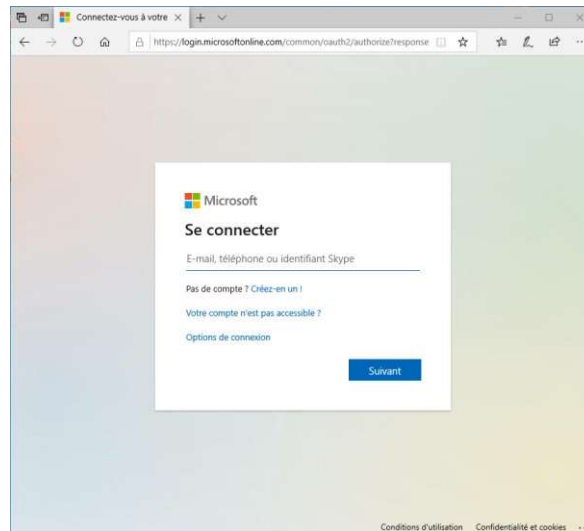 Connectez-vous à votre
https://login.microsoftonline.com/common/oauth2/authorize?response
Microsoft
Se connecter
E-mail, téléphone ou identifiant Skype
Pas de compte ? Créez-en un !
Votre compte n'est pas accessible ?
Options de connexion
Suivant
Conditions d'utilisation Confidentialité et cookies